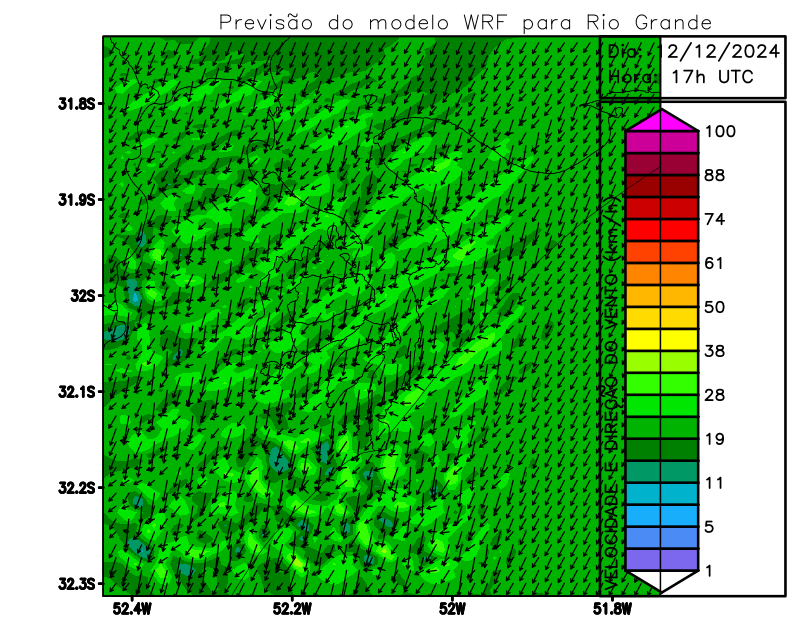 Previsão do modelo WRF para Rio Grande
Dia: 12/12/2024
Hora: 17h UTC
31.8S
31.9S
32S
32.1S
32.2S
32.3S
52.4W
52.2W
52W
51.8W
VELOCIDADE E DIREÇÃO DO VENTO (km/h)
100
88
74
61
50
38
28
19
11
5
1